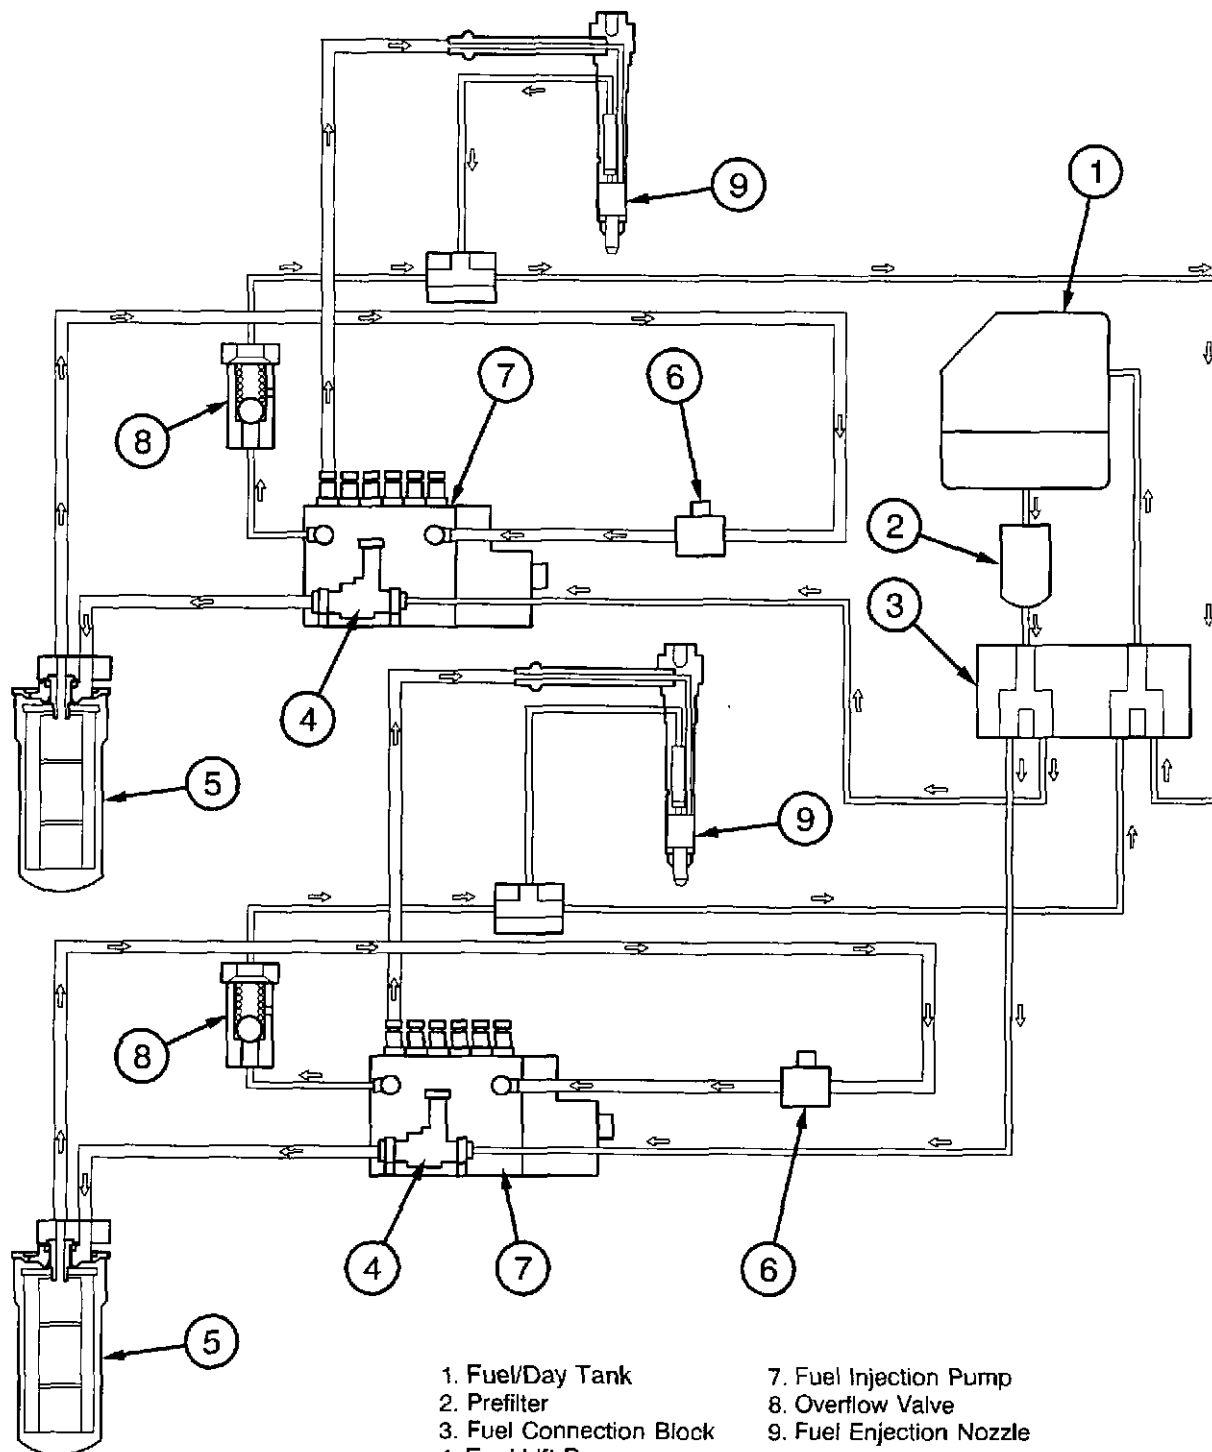 9
1
7
6
8
2
3
4
5
9
8
4
7
6
5
1. Fuel/Day Tank
2. Prefilter
3. Fuel Connection Block
7. Fuel Injection Pump
8. Overflow Valve
9. Fuel Enjection Nozzle